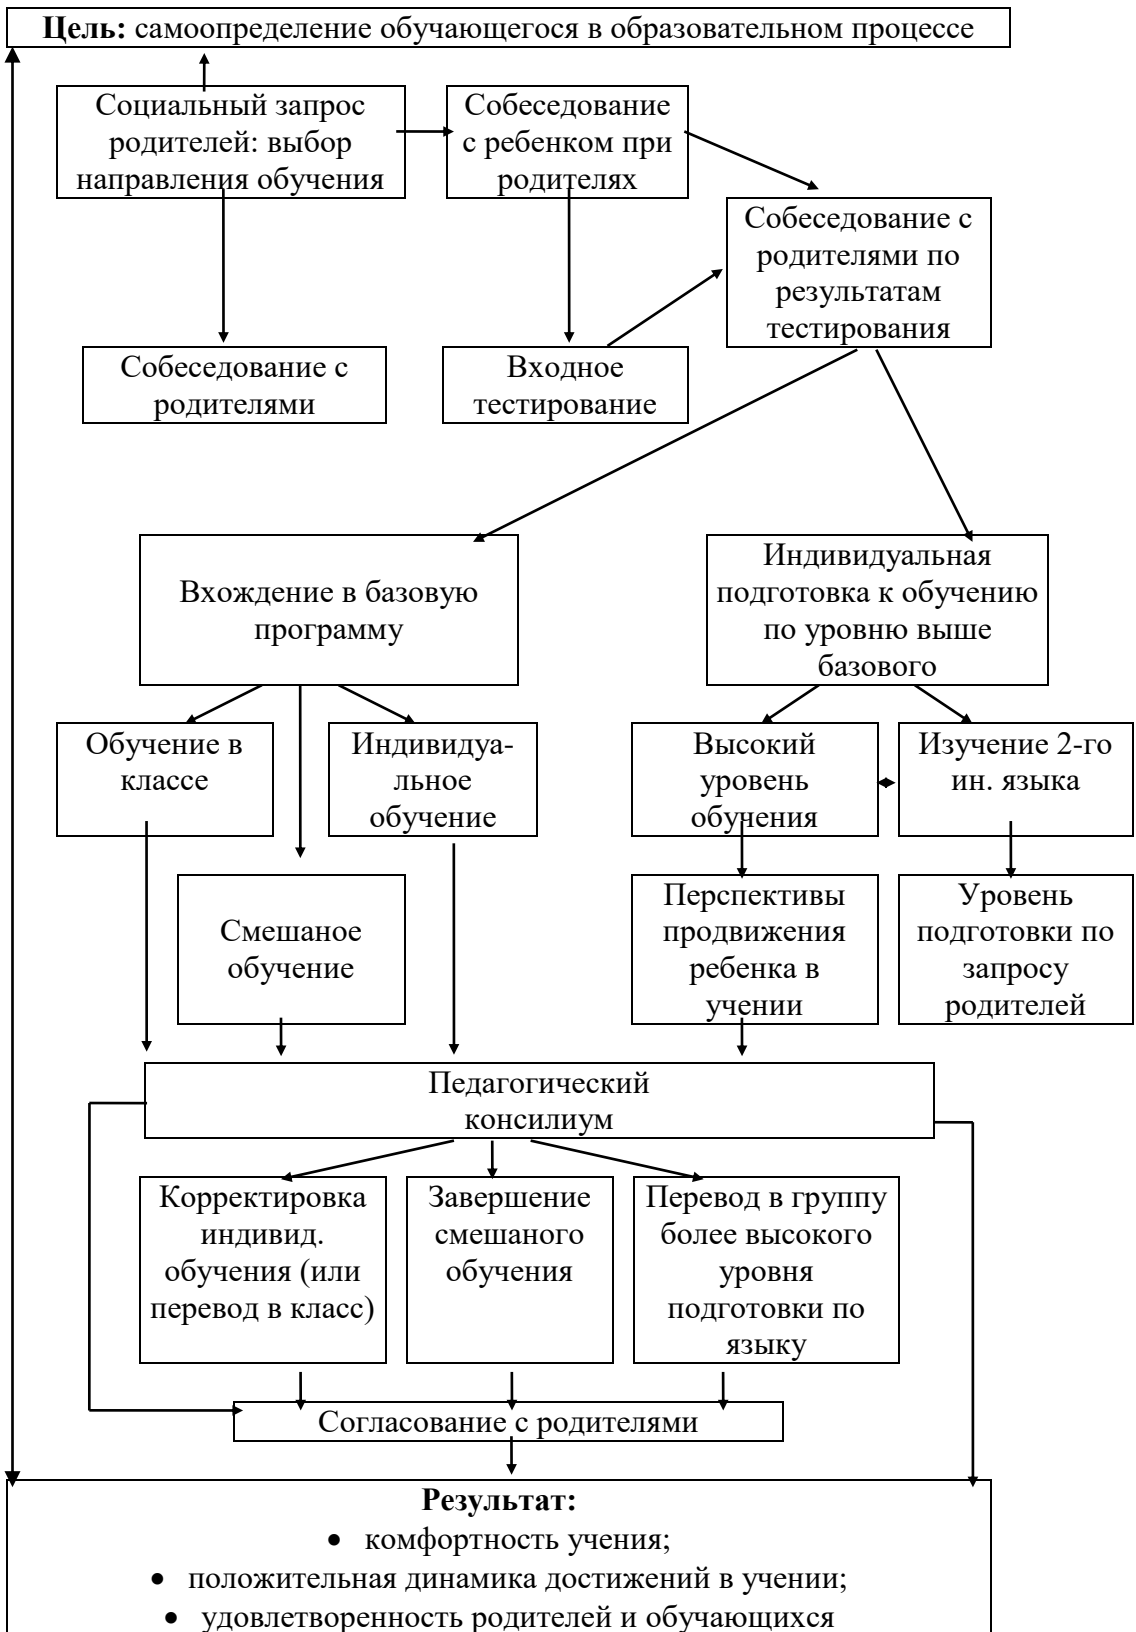 Цель: самоопределение обучающегося в образовательном процессе
Социальный запрос
родителей: выбор
направления обучения
Собеседование
с ребенком при
родителях
Собеседование с
родителями по
результатам
тестирования
Собеседование с
родителями
Входное
тестирование
Вхождение в базовую
программу
Индивидуальная
подготовка к обучению
по уровню выше
базового
Обучение в
классе
Индивидуа-
льное
обучение
Высокий
уровень
обучения
Изучение 2-го
ин. языка
Смешаное
обучение
Перспективы
продвижения
ребенка в
учении
Уровень
подготовки по
запросу
родителей
Педагогический
консилиум
Корректировка
индивид.
обучения (или
перевод в класс)
Завершение
смешаного
обучения
Перевод в группу
более высокого
уровня
подготовки по
языку
Согласование с родителями
Результат:
• комфортность учения;
• положительная динамика достижений в учении;
• удовлетворенность родителей и обучающихся